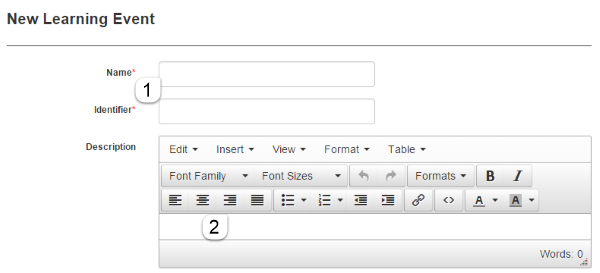 New Learning Event
Name*
1
Identifier*
Description
Edit Insert View Format Table
Font Family Font Sizes Formats B I
A A
2
Words: 0